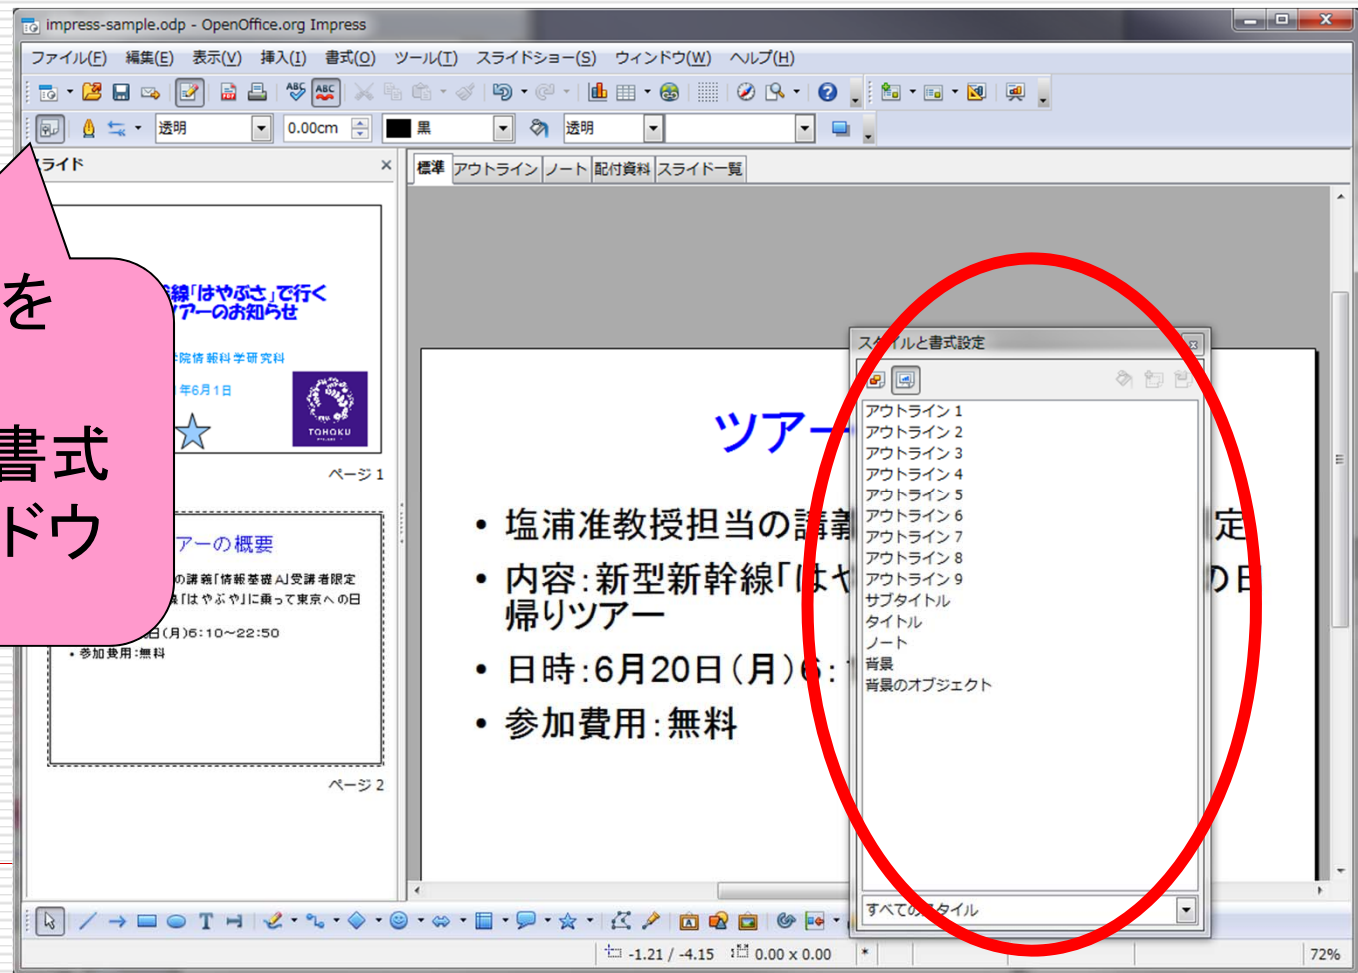 impress-sample.odp - OpenOffice.org Impress
ファイル(F) 編集(E) 表示(V) 挿入(I) 書式(O) ツール(T) スライドショー(S) ウィンドウ(W) ヘルプ(H)
透明 0.00cm 黒 透明
ライド
標準 アウトライン ノート 配付資料 スライド一覧
線「はやぶさ」で行く
アーのお知らせ
院情報科学研究科
年6月1日
TOHOKU
ページ 1
を
書式
ドウ
アーの概要
の講義「情報基礎A」受講者限定
「はやぶや」に乗って東京への日
日(月)6:10～22:50
・参加費用:無料
ページ 2
ツアー
• 塩浦准教授担当の講義 定
• 内容:新型新幹線「はや の日
帰りツアー
• 日時:6月20日(月)6:1
• 参加費用:無料
スタイルと書式設定
アウトライン 1
アウトライン 2
アウトライン 3
アウトライン 4
アウトライン 5
アウトライン 6
アウトライン 7
アウトライン 8
アウトライン 9
サブタイトル
タイトル
ノート
背景
背景のオブジェクト
すべてのスタイル
-1.21 / -4.15 0.00 x 0.00 * 72%